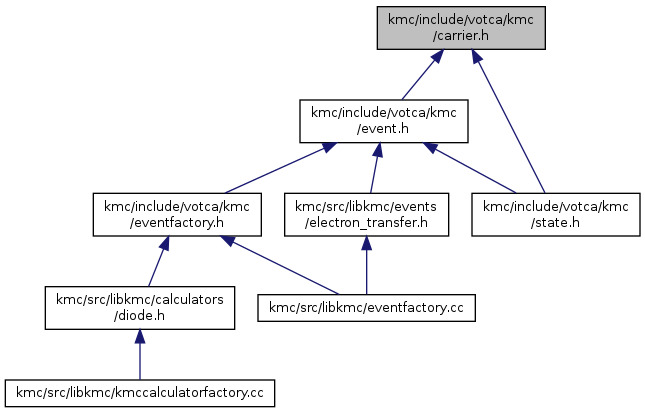 kmc/include/votca/kmc
/carrier.h
kmc/include/votca/kmc
/event.h
kmc/include/votca/kmc
/eventfactory.h
kmc/src/libkmc/events
/electron_transfer.h
kmc/include/votca/kmc
/state.h
kmc/src/libkmc/calculators
/diode.h
kmc/src/libkmc/eventfactory.cc
kmc/src/libkmc/kmccalculatorfactory.cc